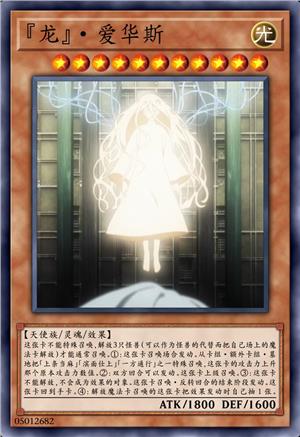 『龙』·爱华斯
光
【天使族/灵魂/效果】
这张卡不能特殊召唤，解放3只怪兽(可以作为怪兽的代替而把自己场上的魔
法卡解放)才能通常召唤。①：这张卡召唤场合发动。从卡组·额外卡组·墓
地把「上条当麻」「滨面仕上」「一方通行」之一特殊召唤，这张卡的攻击力上升
那个原本攻击力数值。②：双方回合可以发动。这张卡上级召唤。③：这张卡
不能解放，不会成为效果的对象。这张卡召唤·反转回合的结束阶段发动。这
张卡回到手卡。④：解放魔法卡召唤的这张卡把效果发动时自己抽1张。
ATK/1800 DEF/1600
05012682